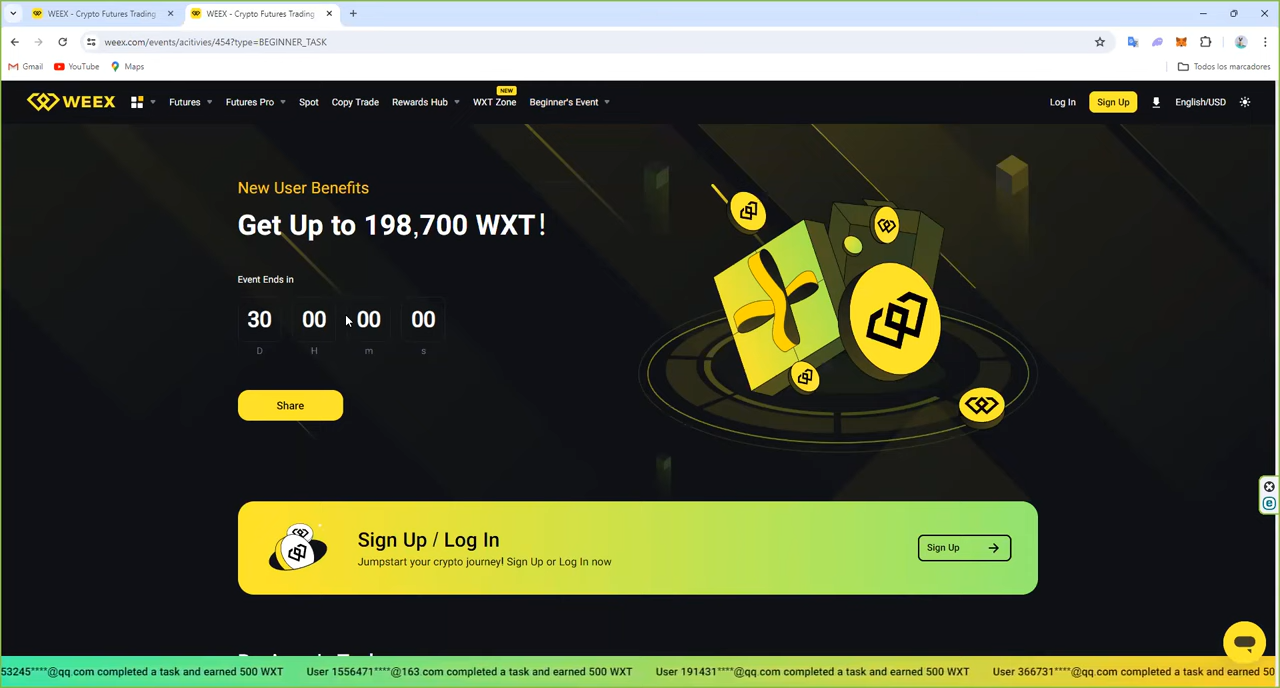 WEEX - Crypto Futures Trading
WEEX - Crypto Futures Trading
weex.com/events/acitivies/454?type=BEGINNER_TASK
Gmail YouTube Maps Todos los marcadores
NEW
WEEX Futures Futures Pro Spot Copy Trade Rewards Hub WXT Zone Beginner's Event Log In Sign Up English/USD
New User Benefits
Get Up to 198,700 WXT!
Event Ends in
30 00 00 00
D H m s
Share
Sign Up / Log In
Jumpstart your crypto journey! Sign Up or Log In now
Sign Up
53245****@qq.com completed a task and earned 500 WXT User 1556471****@163.com completed a task and earned 500 WXT User 191431****@qq.com completed a task and earned 500 WXT User 366731****@qq.com completed a task and earned 50